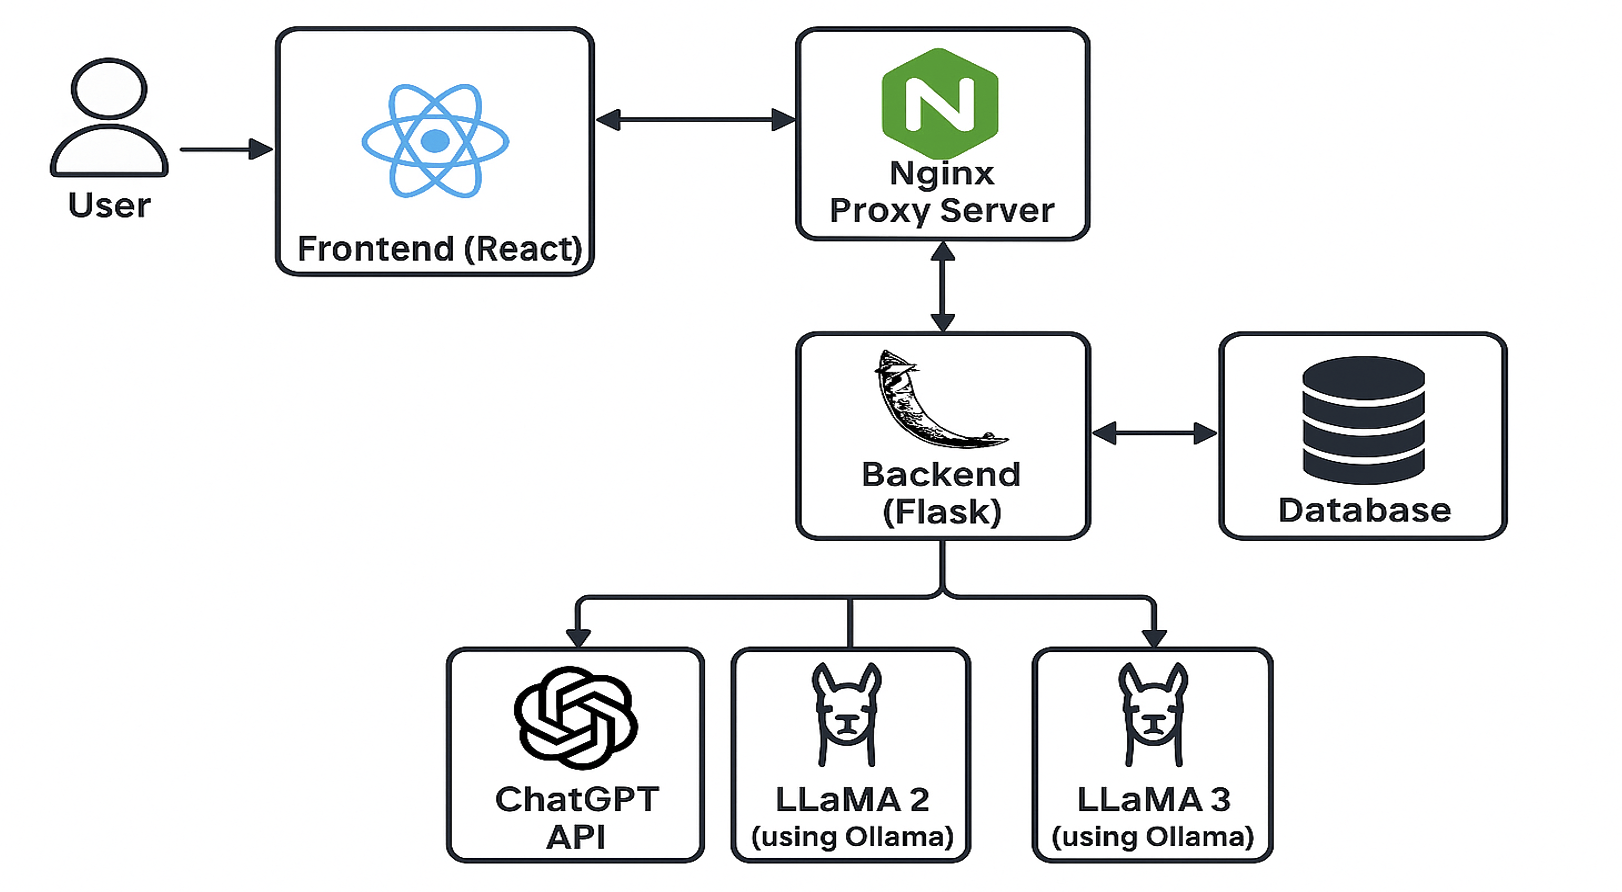 User
Frontend (React)
Nginx
Proxy Server
Backend
(Flask)
Database
ChatGPT
API
LLaMA 2
(using Ollama)
LLaMA 3
(using Ollama)